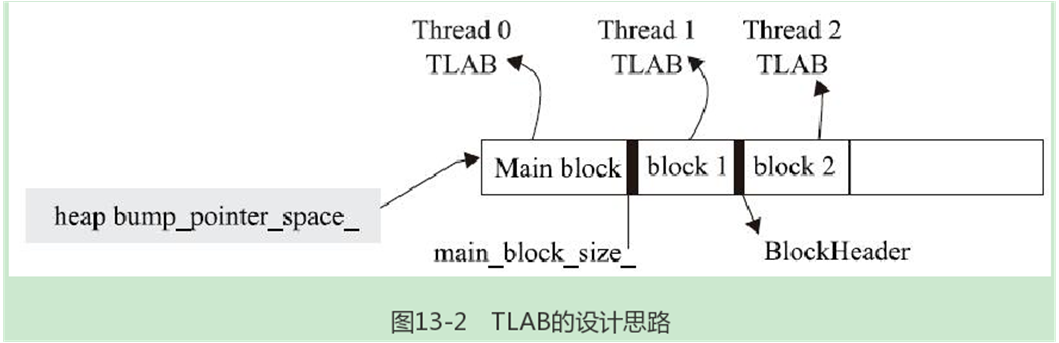 Thread 0
TLAB
Thread 1
TLAB
Thread 2
TLAB
Main block
block 1
block 2
heap bump_pointer_space_
main_block_size_
BlockHeader
图13-2 TLAB的设计思路